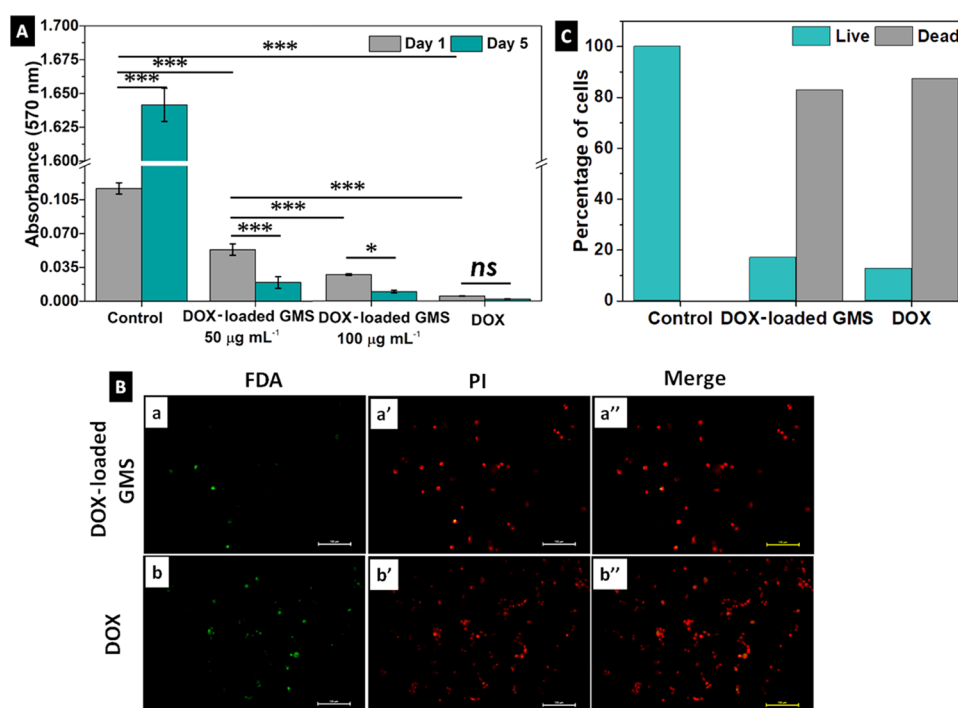 A
Absorbance (570 nm)
1.700
1.675
1.650
1.625
1.600
0.105
0.070
0.035
0.000
Day 1
Day 5
***
***
***
***
***
***
*
ns
Control
DOX-loaded GMS
50 μg mL⁻¹
DOX-loaded GMS
100 μg mL⁻¹
DOX
C
Percentage of cells
100
80
60
40
20
0
Live
Dead
Control
DOX-loaded GMS
DOX
B
FDA
PI
Merge
DOX-loaded
GMS
a
a'
a''
DOX
b
b'
b''